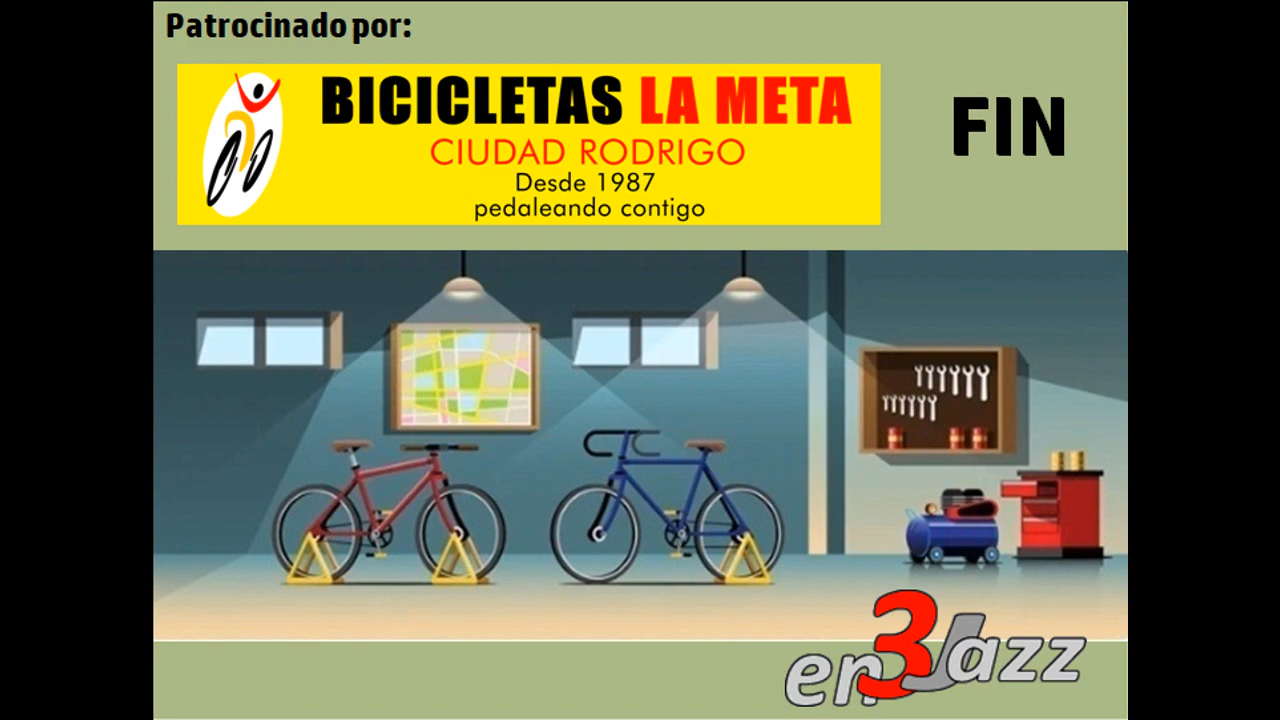 Patrocinado por:
BICICLETAS LA META
CIUDAD RODRIGO
Desde 1987
pedaleando contigo
FIN
en3Jazz